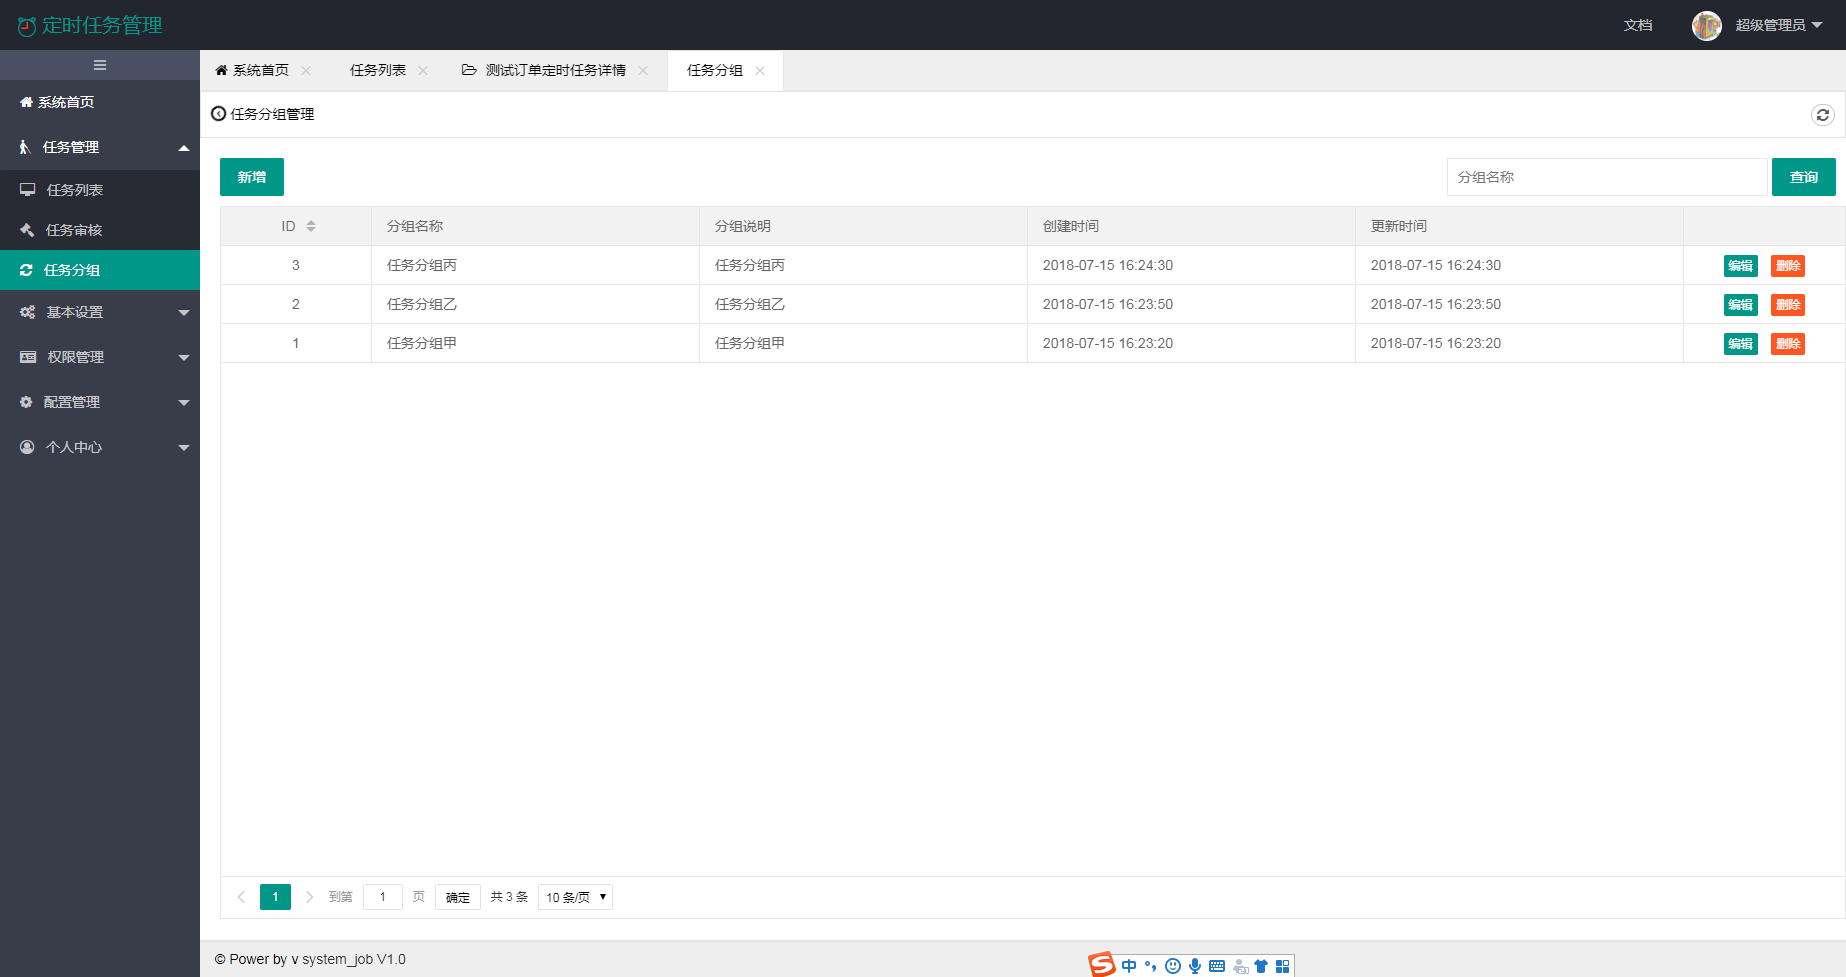 定时任务管理
文档
超级管理员
系统首页
任务列表
测试订单定时任务详情
任务分组
系统首页
任务管理
任务列表
任务审核
任务分组
基本设置
权限管理
配置管理
个人中心
任务分组管理
新增
分组名称
查询
ID 分组名称 分组说明 创建时间 更新时间
3 任务分组丙 任务分组丙 2018-07-15 16:24:30 2018-07-15 16:24:30 编辑 删除
2 任务分组乙 任务分组乙 2018-07-15 16:23:50 2018-07-15 16:23:50 编辑 删除
1 任务分组甲 任务分组甲 2018-07-15 16:23:20 2018-07-15 16:23:20 编辑 删除
1 到第 1 页 确定 共 3 条 10 条/页
© Power by v system_job V1.0
S 中